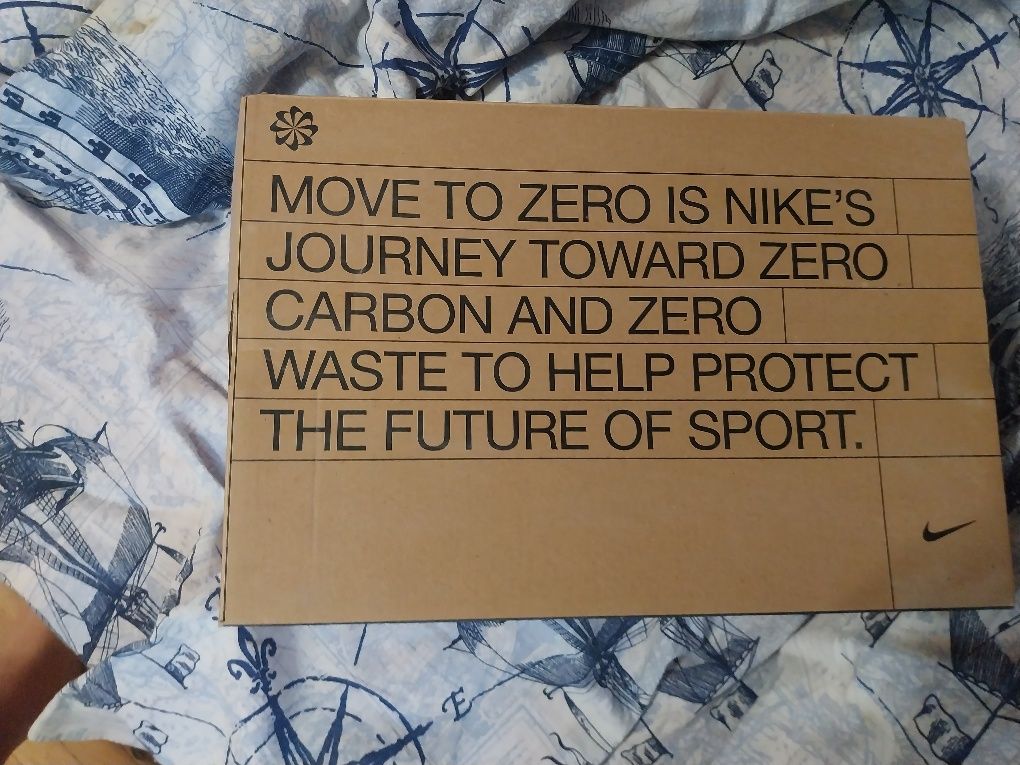 MOVE TO ZERO IS NIKE'S
JOURNEY TOWARD ZERO
CARBON AND ZERO
WASTE TO HELP PROTECT
THE FUTURE OF SPORT.
E